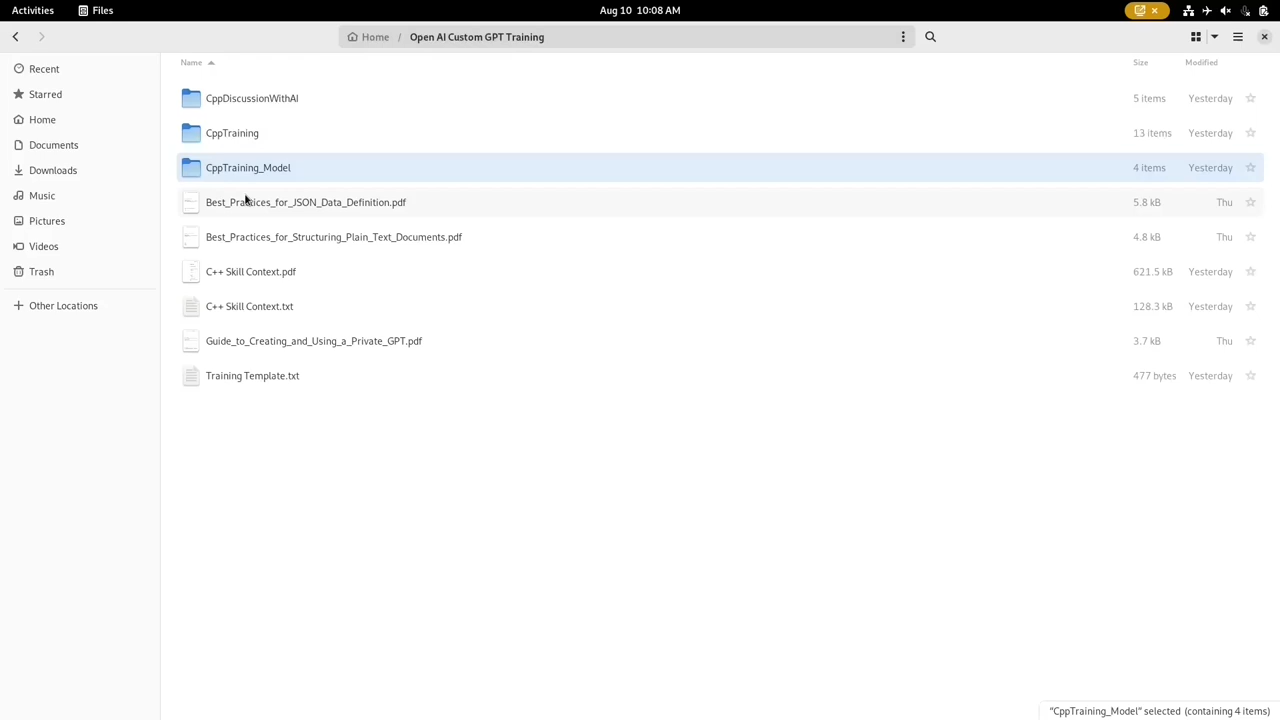 Activities Files Aug 10 10:08 AM
Home / Open AI Custom GPT Training
Name Size Modified
Recent
Starred
Home
Documents
Downloads
Music
Pictures
Videos
Trash
Other Locations
CppDiscussionWithAI 5 items Yesterday
CppTraining 13 items Yesterday
CppTraining_Model 4 items Yesterday
Best_Practices_for_JSON_Data_Definition.pdf 5.8 kB Thu
Best_Practices_for_Structuring_Plain_Text_Documents.pdf 4.8 kB Thu
C++ Skill Context.pdf 621.5 kB Yesterday
C++ Skill Context.txt 128.3 kB Yesterday
Guide_to_Creating_and_Using_a_Private_GPT.pdf 3.7 kB Thu
Training Template.txt 477 bytes Yesterday
"CppTraining_Model" selected (containing 4 items)